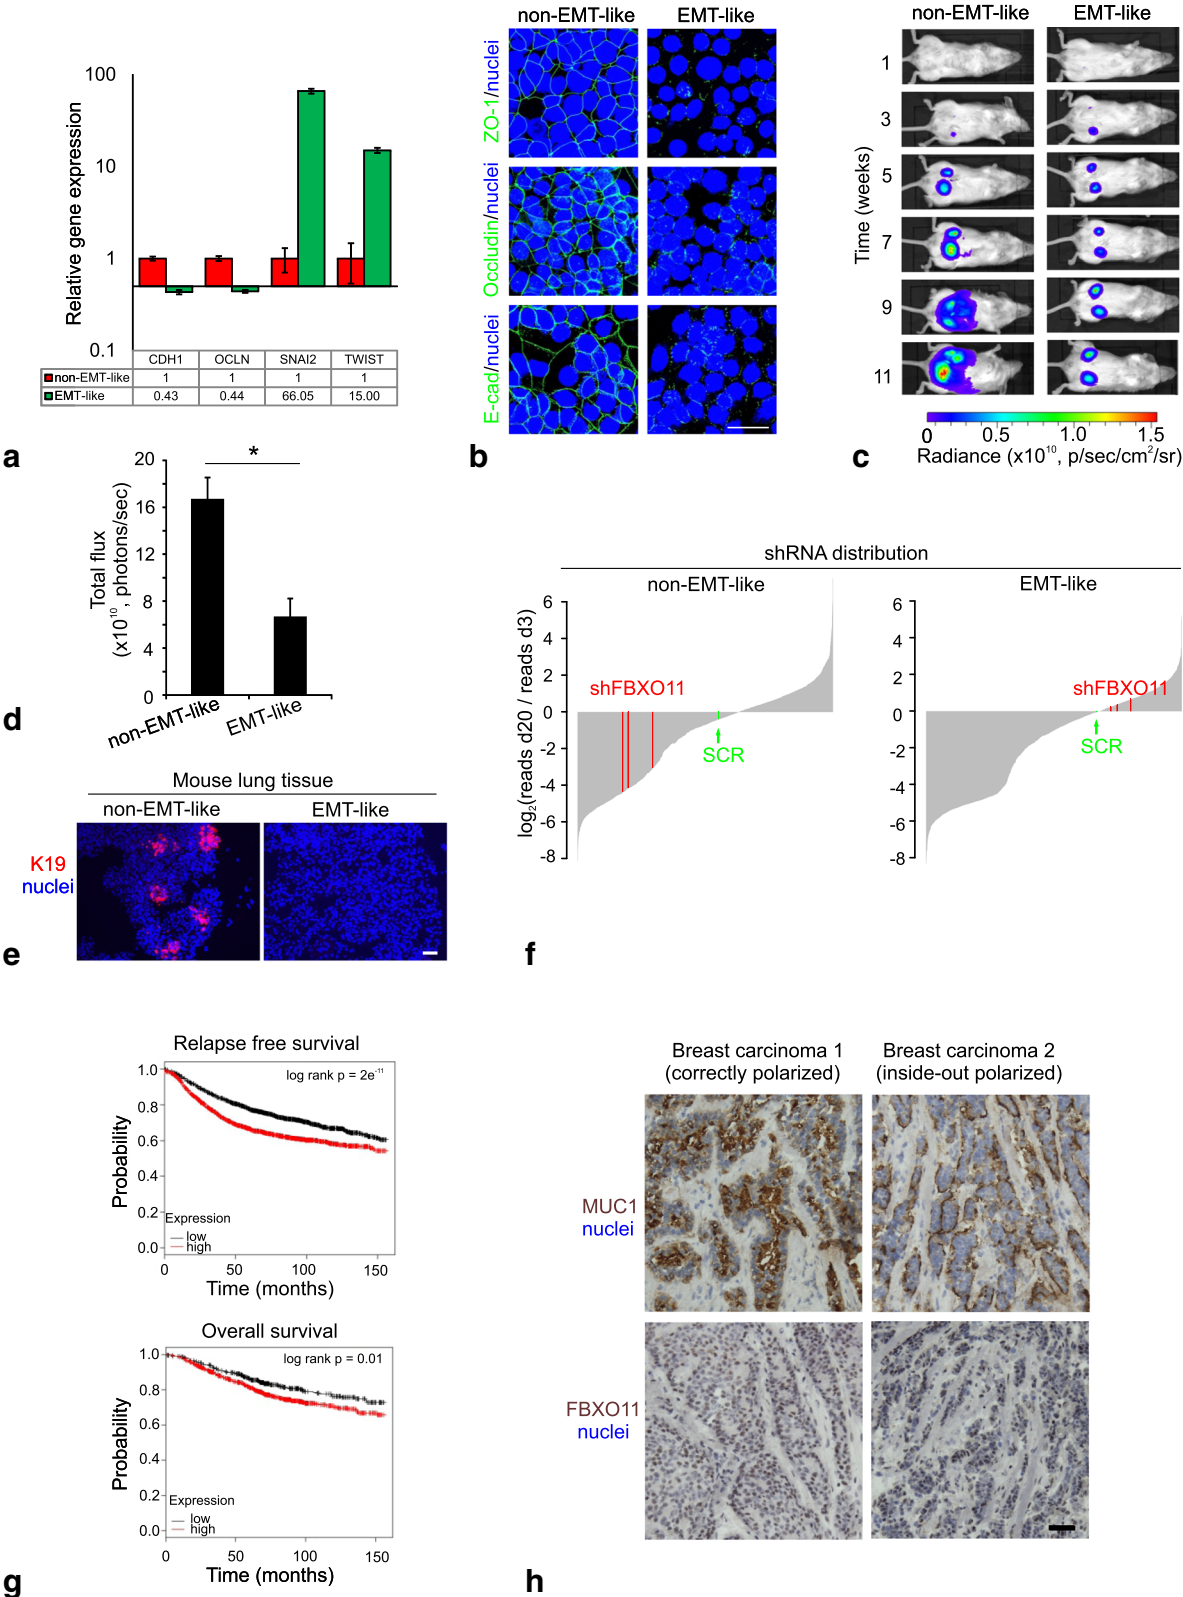 100
10
1
0.1
Relative gene expression
CDH1 OCLN SNAI2 TWIST
non-EMT-like 1 1 1 1
EMT-like 0.43 0.44 66.05 15.00
a
non-EMT-like EMT-like
ZO-1/nuclei
Occludin/nuclei
E-cad/nuclei
b
non-EMT-like EMT-like
Time (weeks)
1
3
5
7
9
11
0 0.5 1.0 1.5
Radiance (x10¹⁰, p/sec/cm²/sr)
c
Total flux
(x10¹⁰, photons/sec)
20
16
12
8
4
0
*
non-EMT-like EMT-like
d
Mouse lung tissue
non-EMT-like EMT-like
K19
nuclei
e
shRNA distribution
non-EMT-like EMT-like
log₂(reads d20 / reads d3)
6
4
2
0
-2
-4
-6
-8
shFBXO11
SCR
6
4
2
0
-2
-4
-6
-8
shFBXO11
SCR
f
Relapse free survival
log rank p = 2e⁻¹¹
Probability
1.0
0.8
0.6
0.4
0.2
0.0
Expression
low
high
0 50 100 150
Time (months)
Overall survival
log rank p = 0.01
Probability
1.0
0.8
0.6
0.4
0.2
0.0
Expression
low
high
0 50 100 150
Time (months)
g
Breast carcinoma 1
(correctly polarized)
Breast carcinoma 2
(inside-out polarized)
MUC1
nuclei
FBXO11
nuclei
h